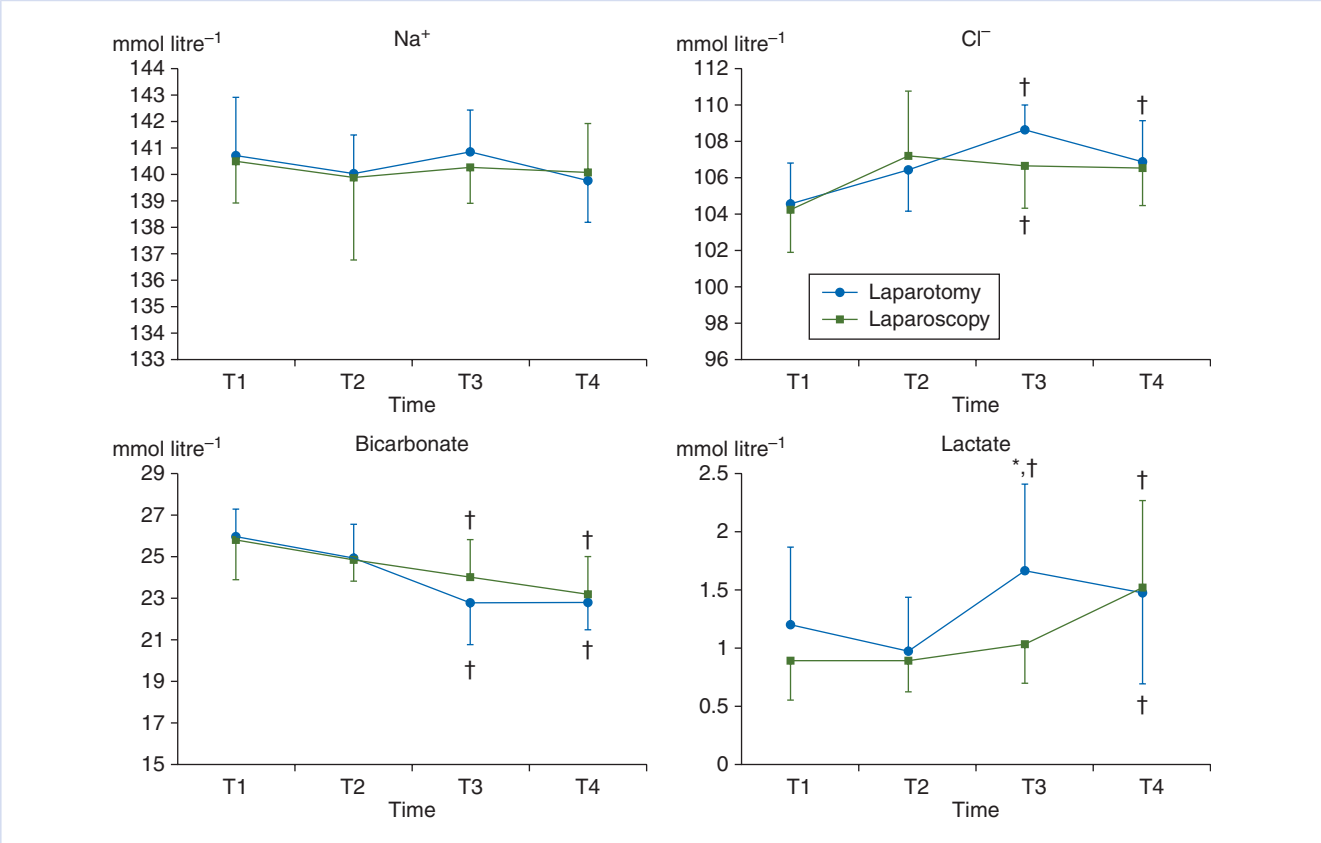 Na⁺
mmol litre⁻¹
144
143
142
141
140
139
138
137
136
135
134
133
T1 T2 T3 T4
Time
Cl⁻
mmol litre⁻¹
112
110
108
106
104
102
100
98
96
† †
†
Laparotomy
Laparoscopy
T1 T2 T3 T4
Time
Bicarbonate
mmol litre⁻¹
29
27
25
23
21
19
17
15
† †
† †
T1 T2 T3 T4
Time
Lactate
mmol litre⁻¹
2.5
2
1.5
1
0.5
0
*,† †
†
T1 T2 T3 T4
Time